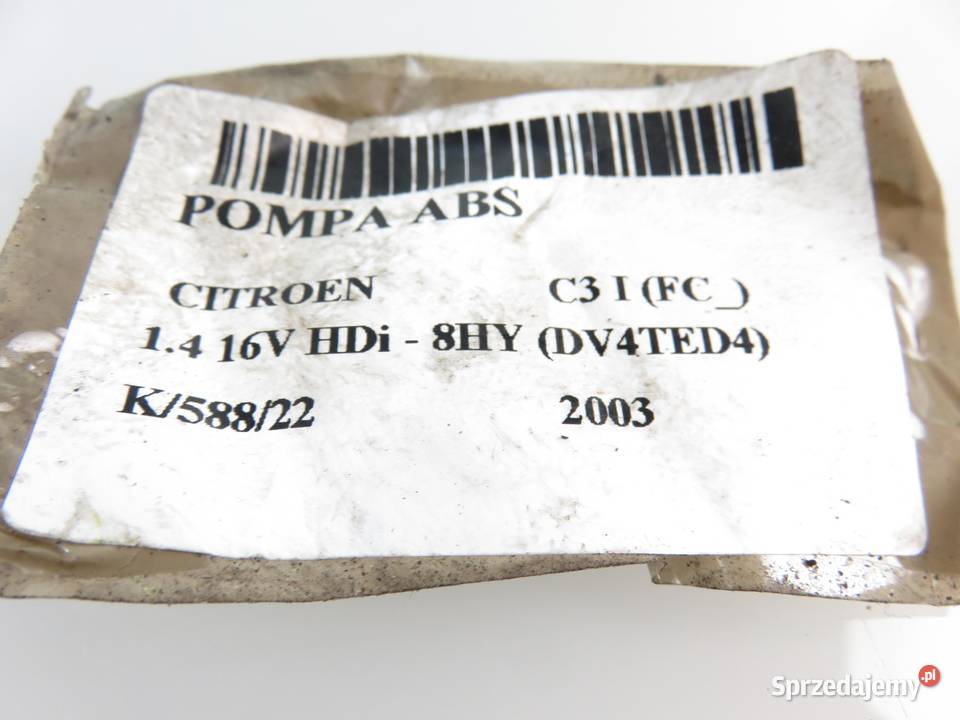 POMPA ABS
CITROEN C3 I (FC_)
1.4 16V HDi - 8HY (DV4TED4)
K/588/22 2003
Sprzedajemy.pl